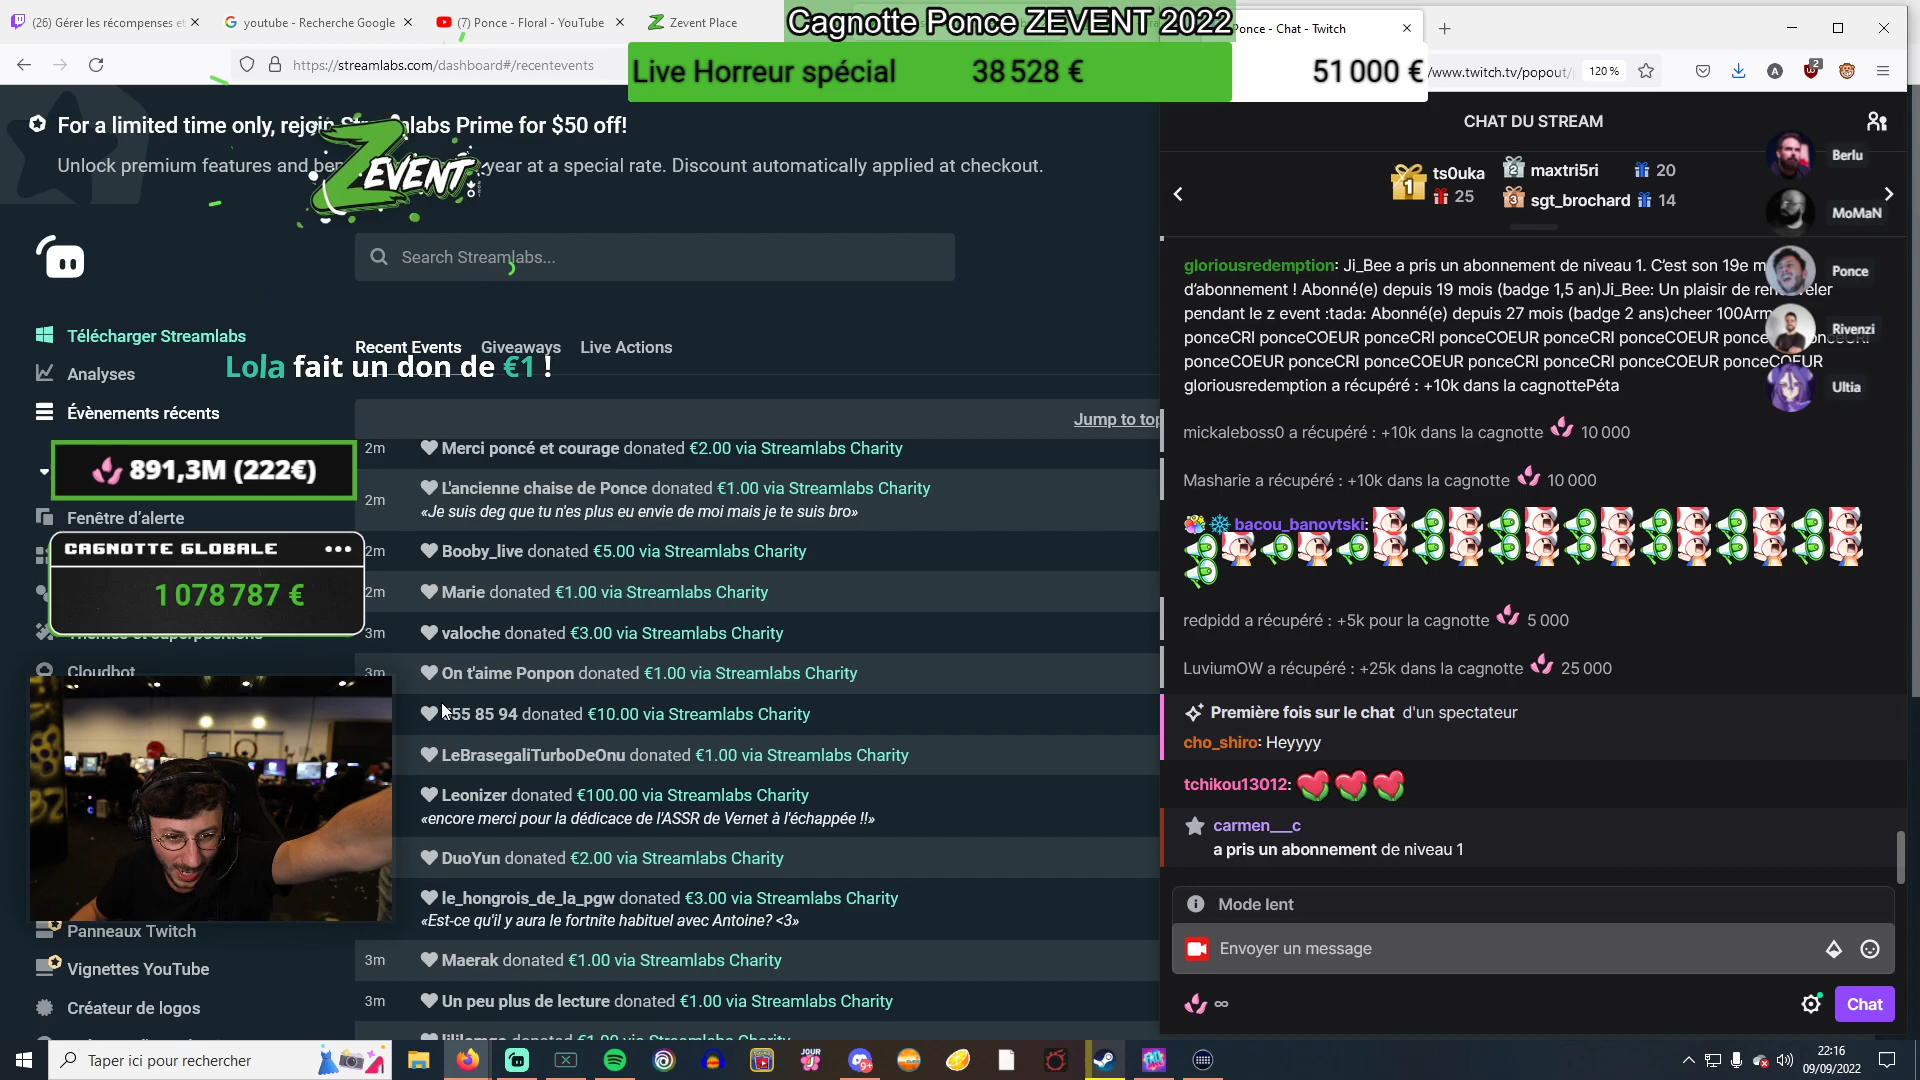 (26) Gérer les récompenses et
youtube - Recherche Google
(7) Ponce - Floral - YouTube
Zevent Place
Ponce - Chat - Twitch
Cagnotte Ponce ZEVENT 2022
https://streamlabs.com/dashboard#/recentevents
Live Horreur spécial 38 528 € 51 000 €
/www.twitch.tv/popout/
120 %
2
For a limited time only, rejoin Streamlabs Prime for $50 off!
Unlock premium features and
year at a special rate. Discount automatically applied at checkout.
ZEVENT
Search Streamlabs...
Télécharger Streamlabs
Analyses
Évènements récents
Recent Events Giveaways Live Actions
Lola fait un don de €1 !
Jump to top
891,3M (222€)
Fenêtre d'alerte
CAGNOTTE GLOBALE
1 078 787 €
Thèmes et superpositions
Cloudbot
2m Merci poncé et courage donated €2.00 via Streamlabs Charity
2m L'ancienne chaise de Ponce donated €1.00 via Streamlabs Charity
«Je suis deg que tu n'es plus eu envie de moi mais je te suis bro»
2m Booby_live donated €5.00 via Streamlabs Charity
2m Marie donated €1.00 via Streamlabs Charity
3m valoche donated €3.00 via Streamlabs Charity
3m On t'aime Ponpon donated €1.00 via Streamlabs Charity
55 85 94 donated €10.00 via Streamlabs Charity
LeBrasegaliTurboDeOnu donated €1.00 via Streamlabs Charity
Leonizer donated €100.00 via Streamlabs Charity
«encore merci pour la dédicace de l'ASSR de Vernet à l'échappée !!»
DuoYun donated €2.00 via Streamlabs Charity
le_hongrois_de_la_pgw donated €3.00 via Streamlabs Charity
«Est-ce qu'il y aura le fortnite habituel avec Antoine? <3»
3m Maerak donated €1.00 via Streamlabs Charity
3m Un peu plus de lecture donated €1.00 via Streamlabs Charity
Panneaux Twitch
Vignettes YouTube
Créateur de logos
CHAT DU STREAM
1 ts0uka 25
2 maxtri5ri 20
3 sgt_brochard 14
Berlu
MoMaN
Ponce
Rivenzi
Ultia
gloriousredemption: Ji_Bee a pris un abonnement de niveau 1. C'est son 19e m
d'abonnement ! Abonné(e) depuis 19 mois (badge 1,5 an)Ji_Bee: Un plaisir de renouveler
pendant le z event :tada: Abonné(e) depuis 27 mois (badge 2 ans)cheer 100Arm
ponceCRI ponceCOEUR ponceCRI ponceCOEUR ponceCRI ponceCOEUR ponceCRI
ponceCOEUR ponceCRI ponceCOEUR ponceCRI ponceCOEUR ponceCRI ponceCOEUR
gloriousredemption a récupéré : +10k dans la cagnottePéta
mickaleboss0 a récupéré : +10k dans la cagnotte 10 000
Masharie a récupéré : +10k dans la cagnotte 10 000
bacou_banovtski:
redpidd a récupéré : +5k pour la cagnotte 5 000
LuviumOW a récupéré : +25k dans la cagnotte 25 000
Première fois sur le chat d'un spectateur
cho_shiro: Heyyyy
tchikou13012:
carmen___c
a pris un abonnement de niveau 1
Mode lent
Envoyer un message
∞
Chat
Taper ici pour rechercher
JOUR
9+
FALL
22:16
09/09/2022